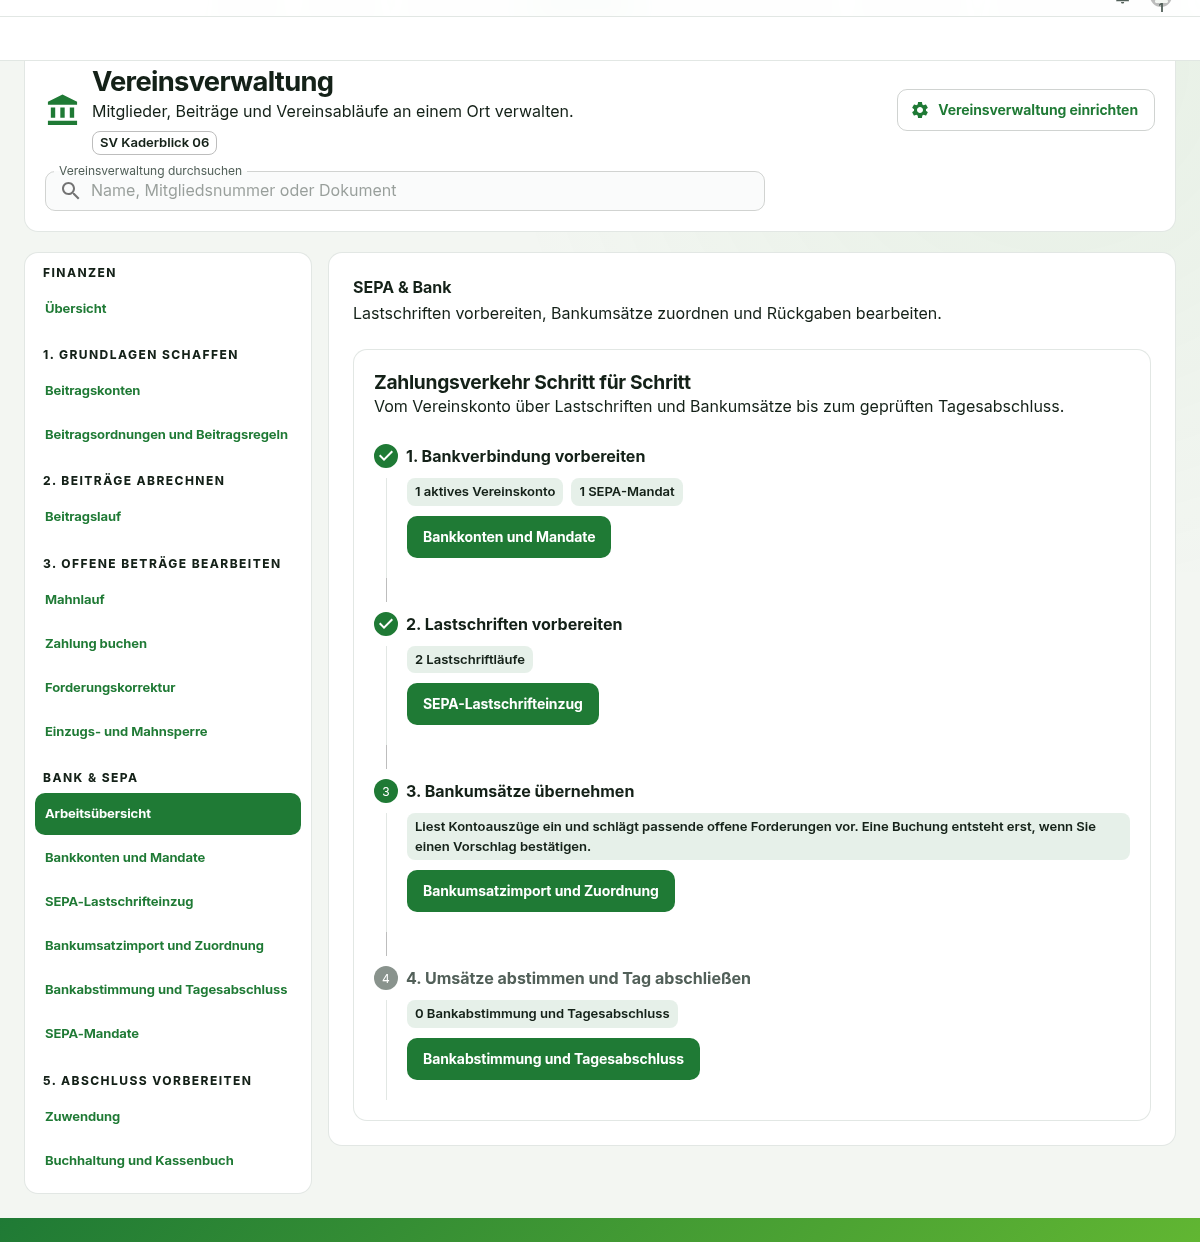 1
Vereinsverwaltung
Mitglieder, Beiträge und Vereinsabläufe an einem Ort verwalten.
SV Kaderblick 06
Vereinsverwaltung einrichten
Vereinsverwaltung durchsuchen
Name, Mitgliedsnummer oder Dokument
FINANZEN
Übersicht
1. GRUNDLAGEN SCHAFFEN
Beitragskonten
Beitragsordnungen und Beitragsregeln
2. BEITRÄGE ABRECHNEN
Beitragslauf
3. OFFENE BETRÄGE BEARBEITEN
Mahnlauf
Zahlung buchen
Forderungskorrektur
Einzugs- und Mahnsperre
BANK & SEPA
Arbeitsübersicht
Bankkonten und Mandate
SEPA-Lastschrifteinzug
Bankumsatzimport und Zuordnung
Bankabstimmung und Tagesabschluss
SEPA-Mandate
5. ABSCHLUSS VORBEREITEN
Zuwendung
Buchhaltung und Kassenbuch
SEPA & Bank
Lastschriften vorbereiten, Bankumsätze zuordnen und Rückgaben bearbeiten.
Zahlungsverkehr Schritt für Schritt
Vom Vereinskonto über Lastschriften und Bankumsätze bis zum geprüften Tagesabschluss.
1. Bankverbindung vorbereiten
1 aktives Vereinskonto
1 SEPA-Mandat
Bankkonten und Mandate
2. Lastschriften vorbereiten
2 Lastschriftläufe
SEPA-Lastschrifteinzug
3
3. Bankumsätze übernehmen
Liest Kontoauszüge ein und schlägt passende offene Forderungen vor. Eine Buchung entsteht erst, wenn Sie
einen Vorschlag bestätigen.
Bankumsatzimport und Zuordnung
4
4. Umsätze abstimmen und Tag abschließen
0 Bankabstimmung und Tagesabschluss
Bankabstimmung und Tagesabschluss